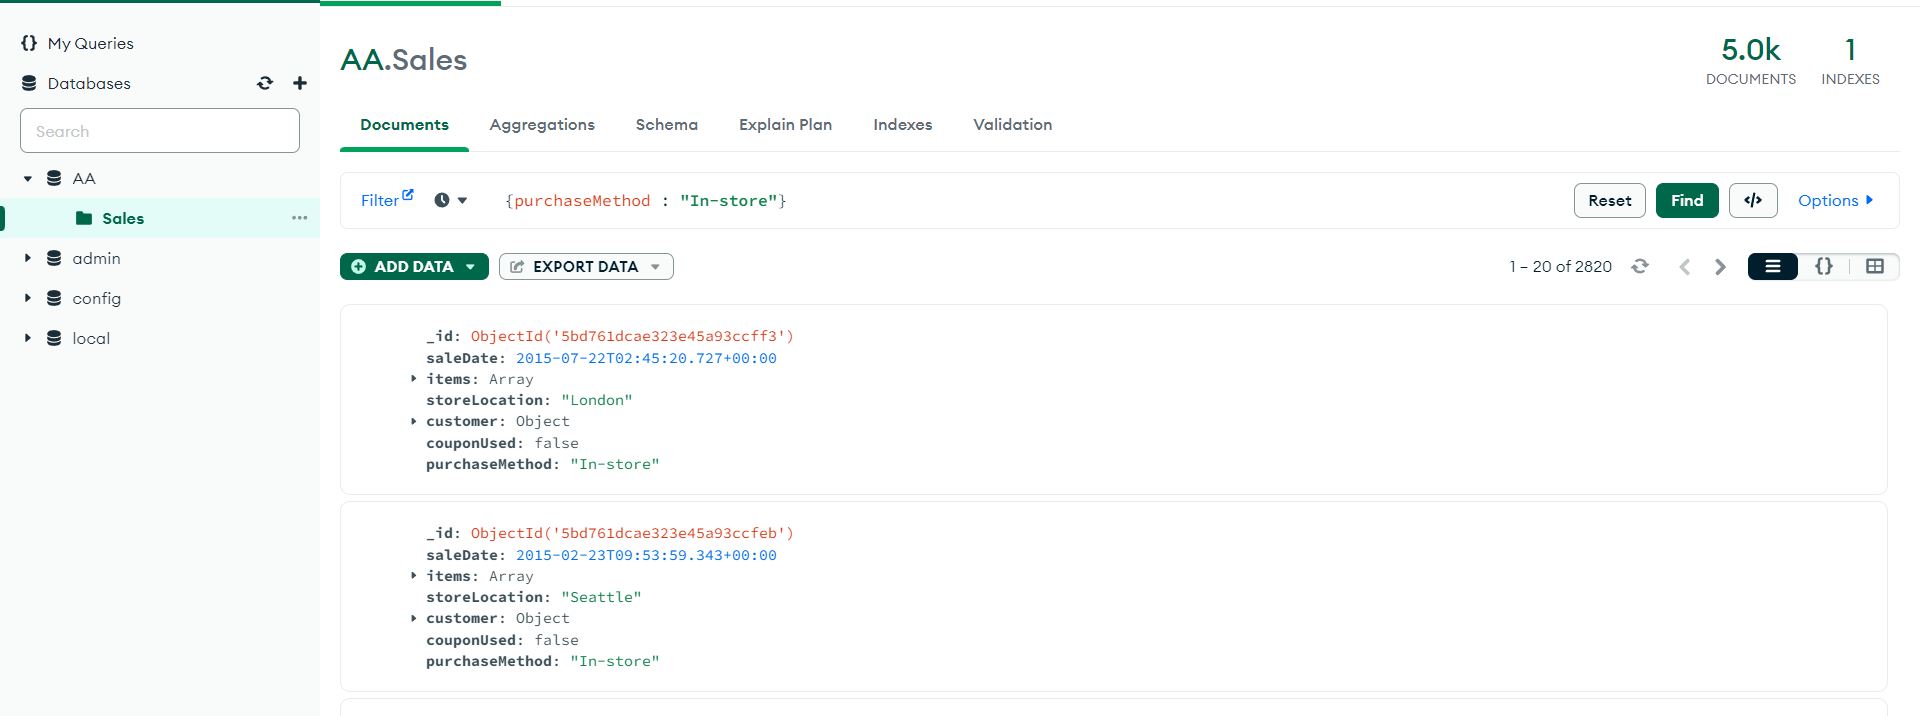 My Queries
Databases
Search
AA
Sales
admin
config
local
AA.Sales
5.0k
DOCUMENTS
1
INDEXES
Documents Aggregations Schema Explain Plan Indexes Validation
Filter {purchaseMethod : "In-store"} Reset Find </> Options
ADD DATA EXPORT DATA 1 – 20 of 2820 {}
_id: ObjectId('5bd761dcae323e45a93ccff3')
saleDate: 2015-07-22T02:45:20.727+00:00
items: Array
storeLocation: "London"
customer: Object
couponUsed: false
purchaseMethod: "In-store"
_id: ObjectId('5bd761dcae323e45a93ccfeb')
saleDate: 2015-02-23T09:53:59.343+00:00
items: Array
storeLocation: "Seattle"
customer: Object
couponUsed: false
purchaseMethod: "In-store"